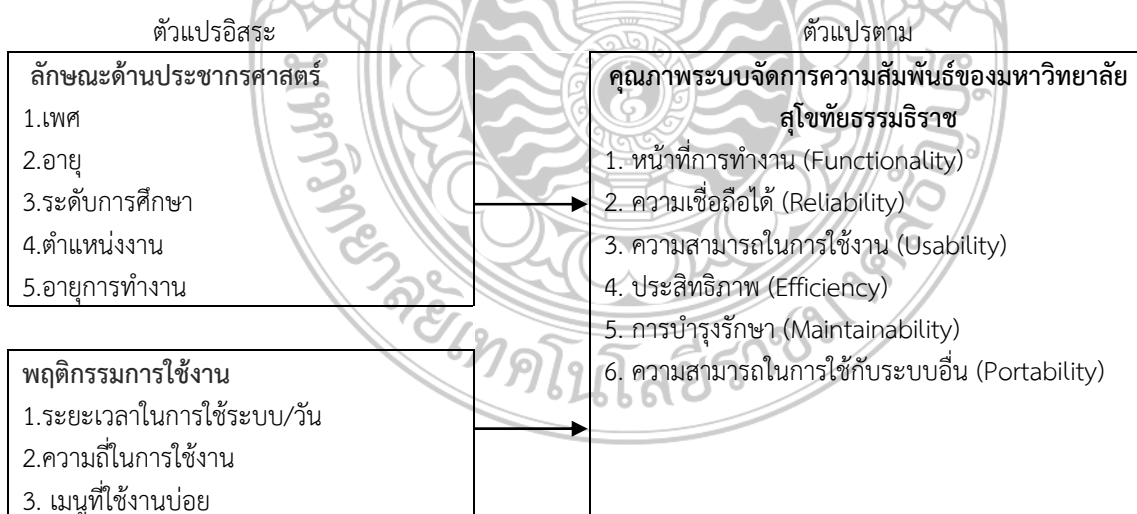 ตัวแปรอิสระ
ลักษณะด้านประชากรศาสตร์
1.เพศ
2.อายุ
3.ระดับการศึกษา
4.ตำแหน่งงาน
5.อายุการทำงาน
พฤติกรรมการใช้งาน
1.ระยะเวลาในการใช้ระบบ/วัน
2.ความถี่ในการใช้งาน
3. เมนูที่ใช้งานบ่อย
ตัวแปรตาม
คุณภาพระบบจัดการความสัมพันธ์ของมหาวิทยาลัย
สุโขทัยธรรมธิราช
1. หน้าที่การทำงาน (Functionality)
2. ความเชื่อถือได้ (Reliability)
3. ความสามารถในการใช้งาน (Usability)
4. ประสิทธิภาพ (Efficiency)
5. การบำรุงรักษา (Maintainability)
6. ความสามารถในการใช้กับระบบอื่น (Portability)